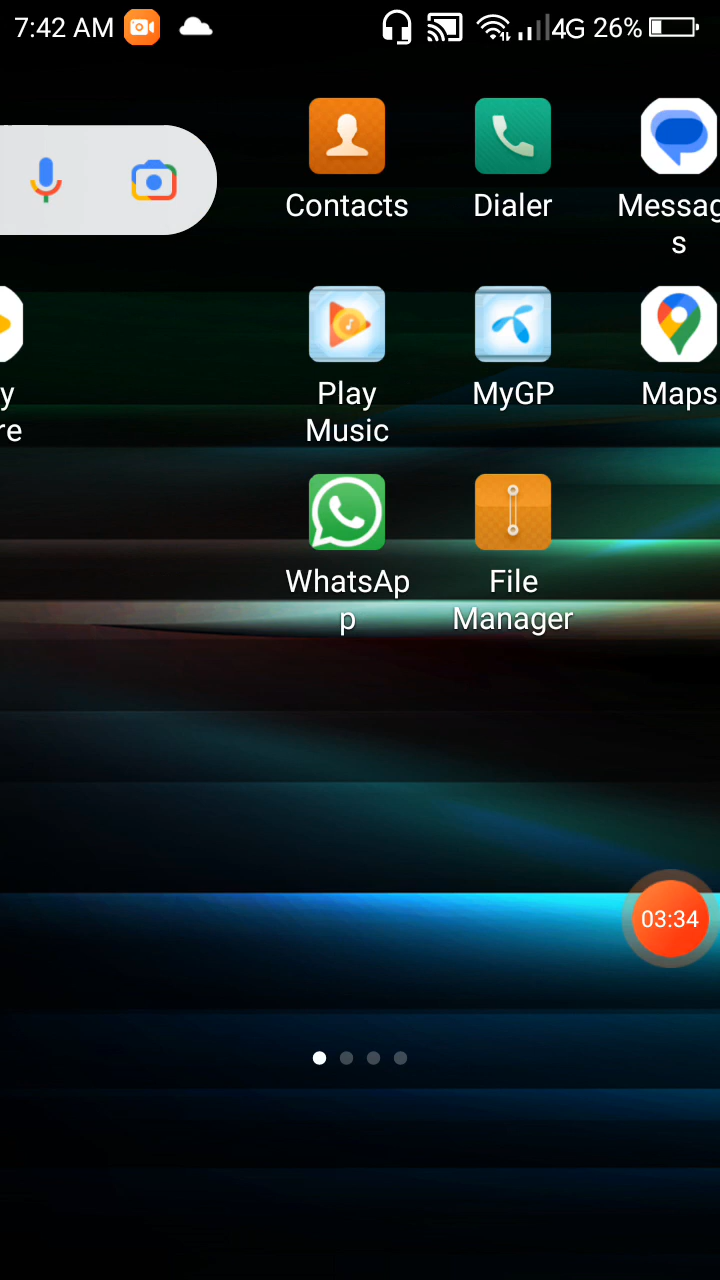 7:42 AM 4G 26%
Contacts Dialer Messag
s
y Play MyGP Maps
re Music
WhatsAp File
p Manager
03:34